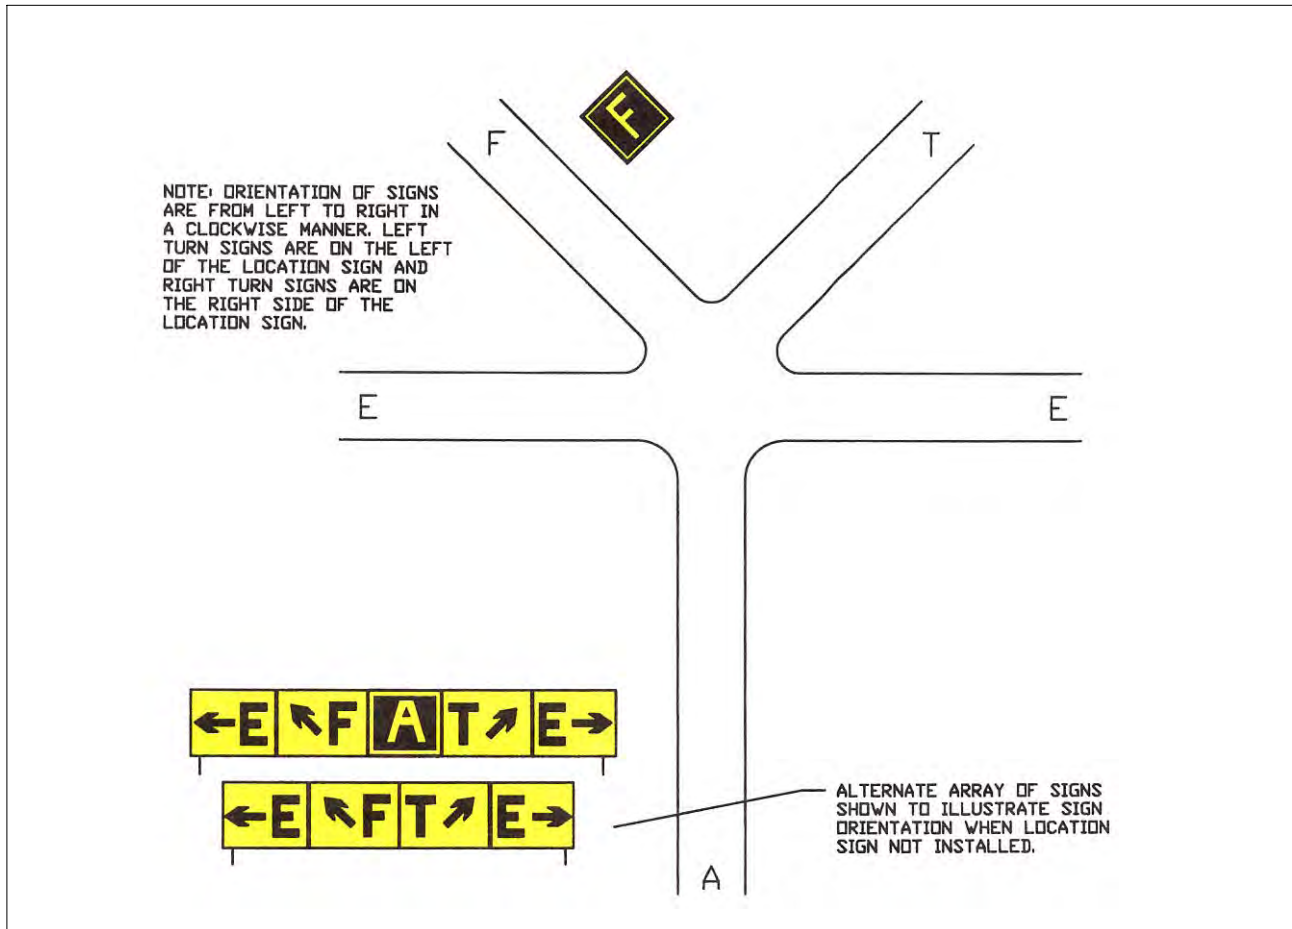 F
F
T
NOTE: ORIENTATION OF SIGNS
ARE FROM LEFT TO RIGHT IN
A CLOCKWISE MANNER. LEFT
TURN SIGNS ARE ON THE LEFT
OF THE LOCATION SIGN AND
RIGHT TURN SIGNS ARE ON
THE RIGHT SIDE OF THE
LOCATION SIGN.
E
E
←E ↖F A T↗ E→
←E ↖F T↗ E→
ALTERNATE ARRAY OF SIGNS
SHOWN TO ILLUSTRATE SIGN
ORIENTATION WHEN LOCATION
SIGN NOT INSTALLED.
A